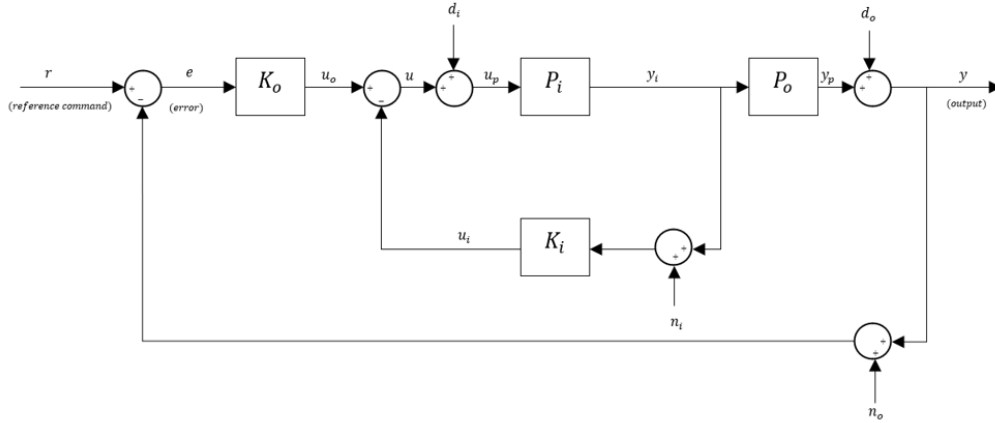 d_i
d_o
r
e
K_o
u_o
u
u_p
P_i
y_i
P_o
y_p
y
(reference command)
(error)
(output)
+
−
+
−
+
+
+
+
u_i
K_i
+
+
n_i
+
+
n_o